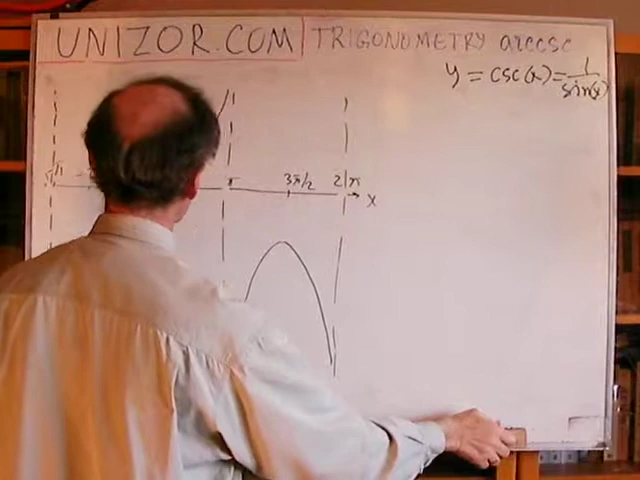 UNIZOR.COM TRIGONOMETRY arccsc
y = csc(x) = 1/sin(x)
π 3π/2 2π
x